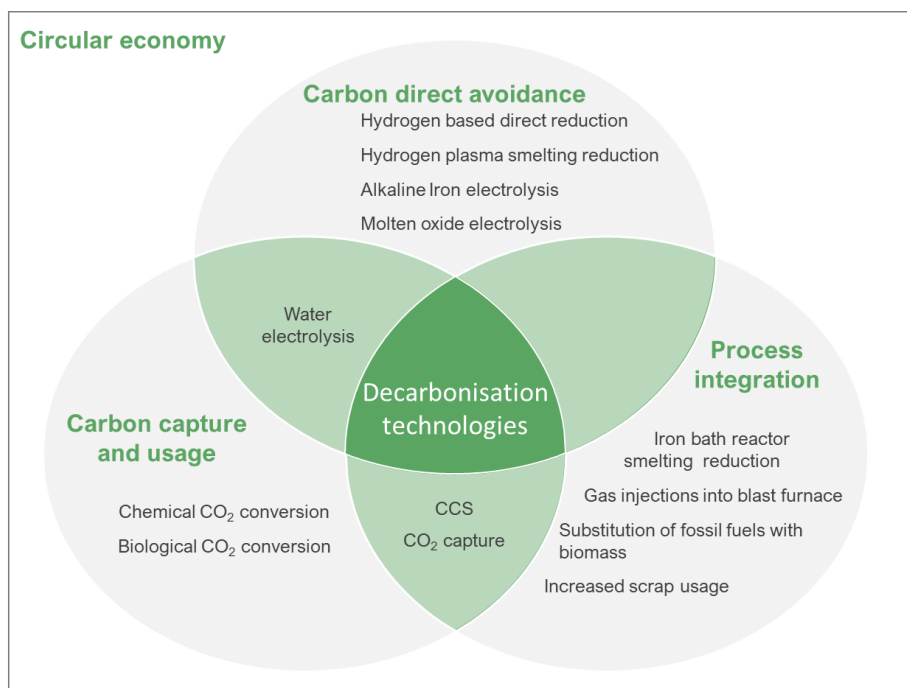 Circular economy
Carbon direct avoidance
Hydrogen based direct reduction
Hydrogen plasma smelting reduction
Alkaline Iron electrolysis
Molten oxide electrolysis
Water
electrolysis
Decarbonisation
technologies
Process
integration
Carbon capture
and usage
Iron bath reactor
smelting reduction
Gas injections into blast furnace
Substitution of fossil fuels with
biomass
Increased scrap usage
Chemical CO₂ conversion
Biological CO₂ conversion
CCS
CO₂ capture